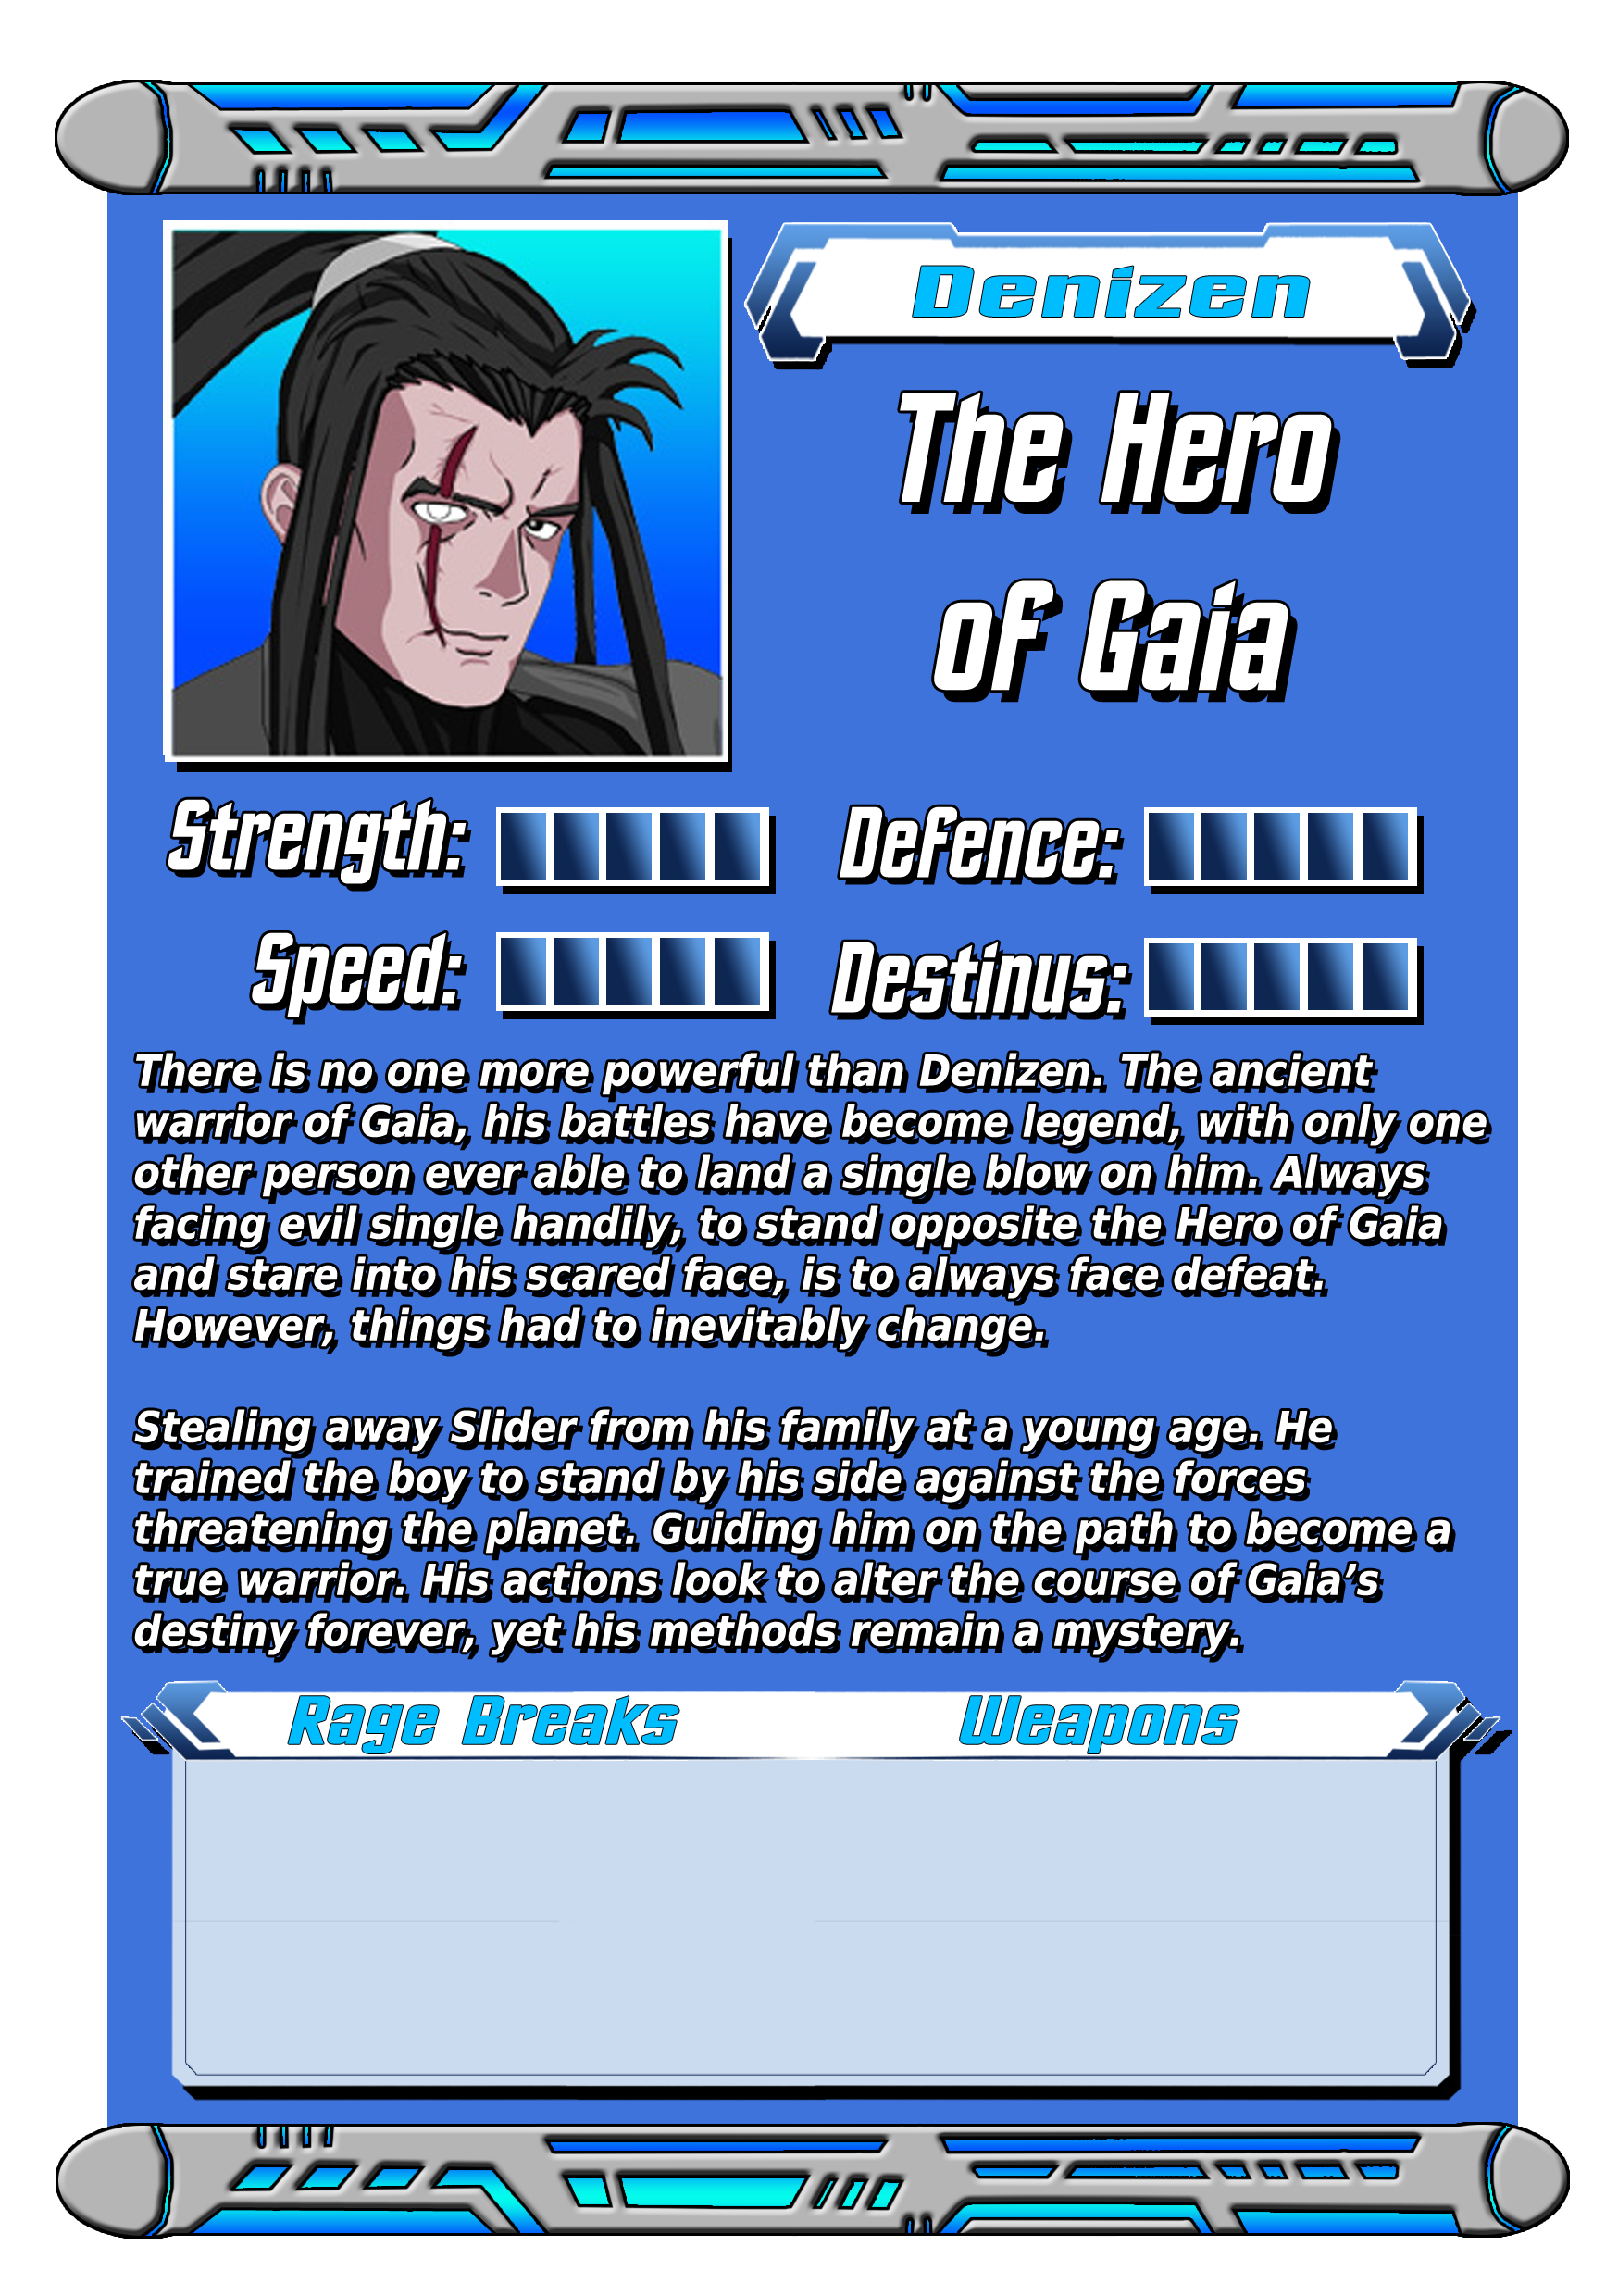 Denizen
The Hero
of Gaia
Strength:
Defence:
Speed:
Destinus:
There is no one more powerful than Denizen. The ancient
warrior of Gaia, his battles have become legend, with only one
other person ever able to land a single blow on him. Always
facing evil single handily, to stand opposite the Hero of Gaia
and stare into his scared face, is to always face defeat.
However, things had to inevitably change.
Stealing away Slider from his family at a young age. He
trained the boy to stand by his side against the forces
threatening the planet. Guiding him on the path to become a
true warrior. His actions look to alter the course of Gaia’s
destiny forever, yet his methods remain a mystery.
Rage Breaks
Weapons